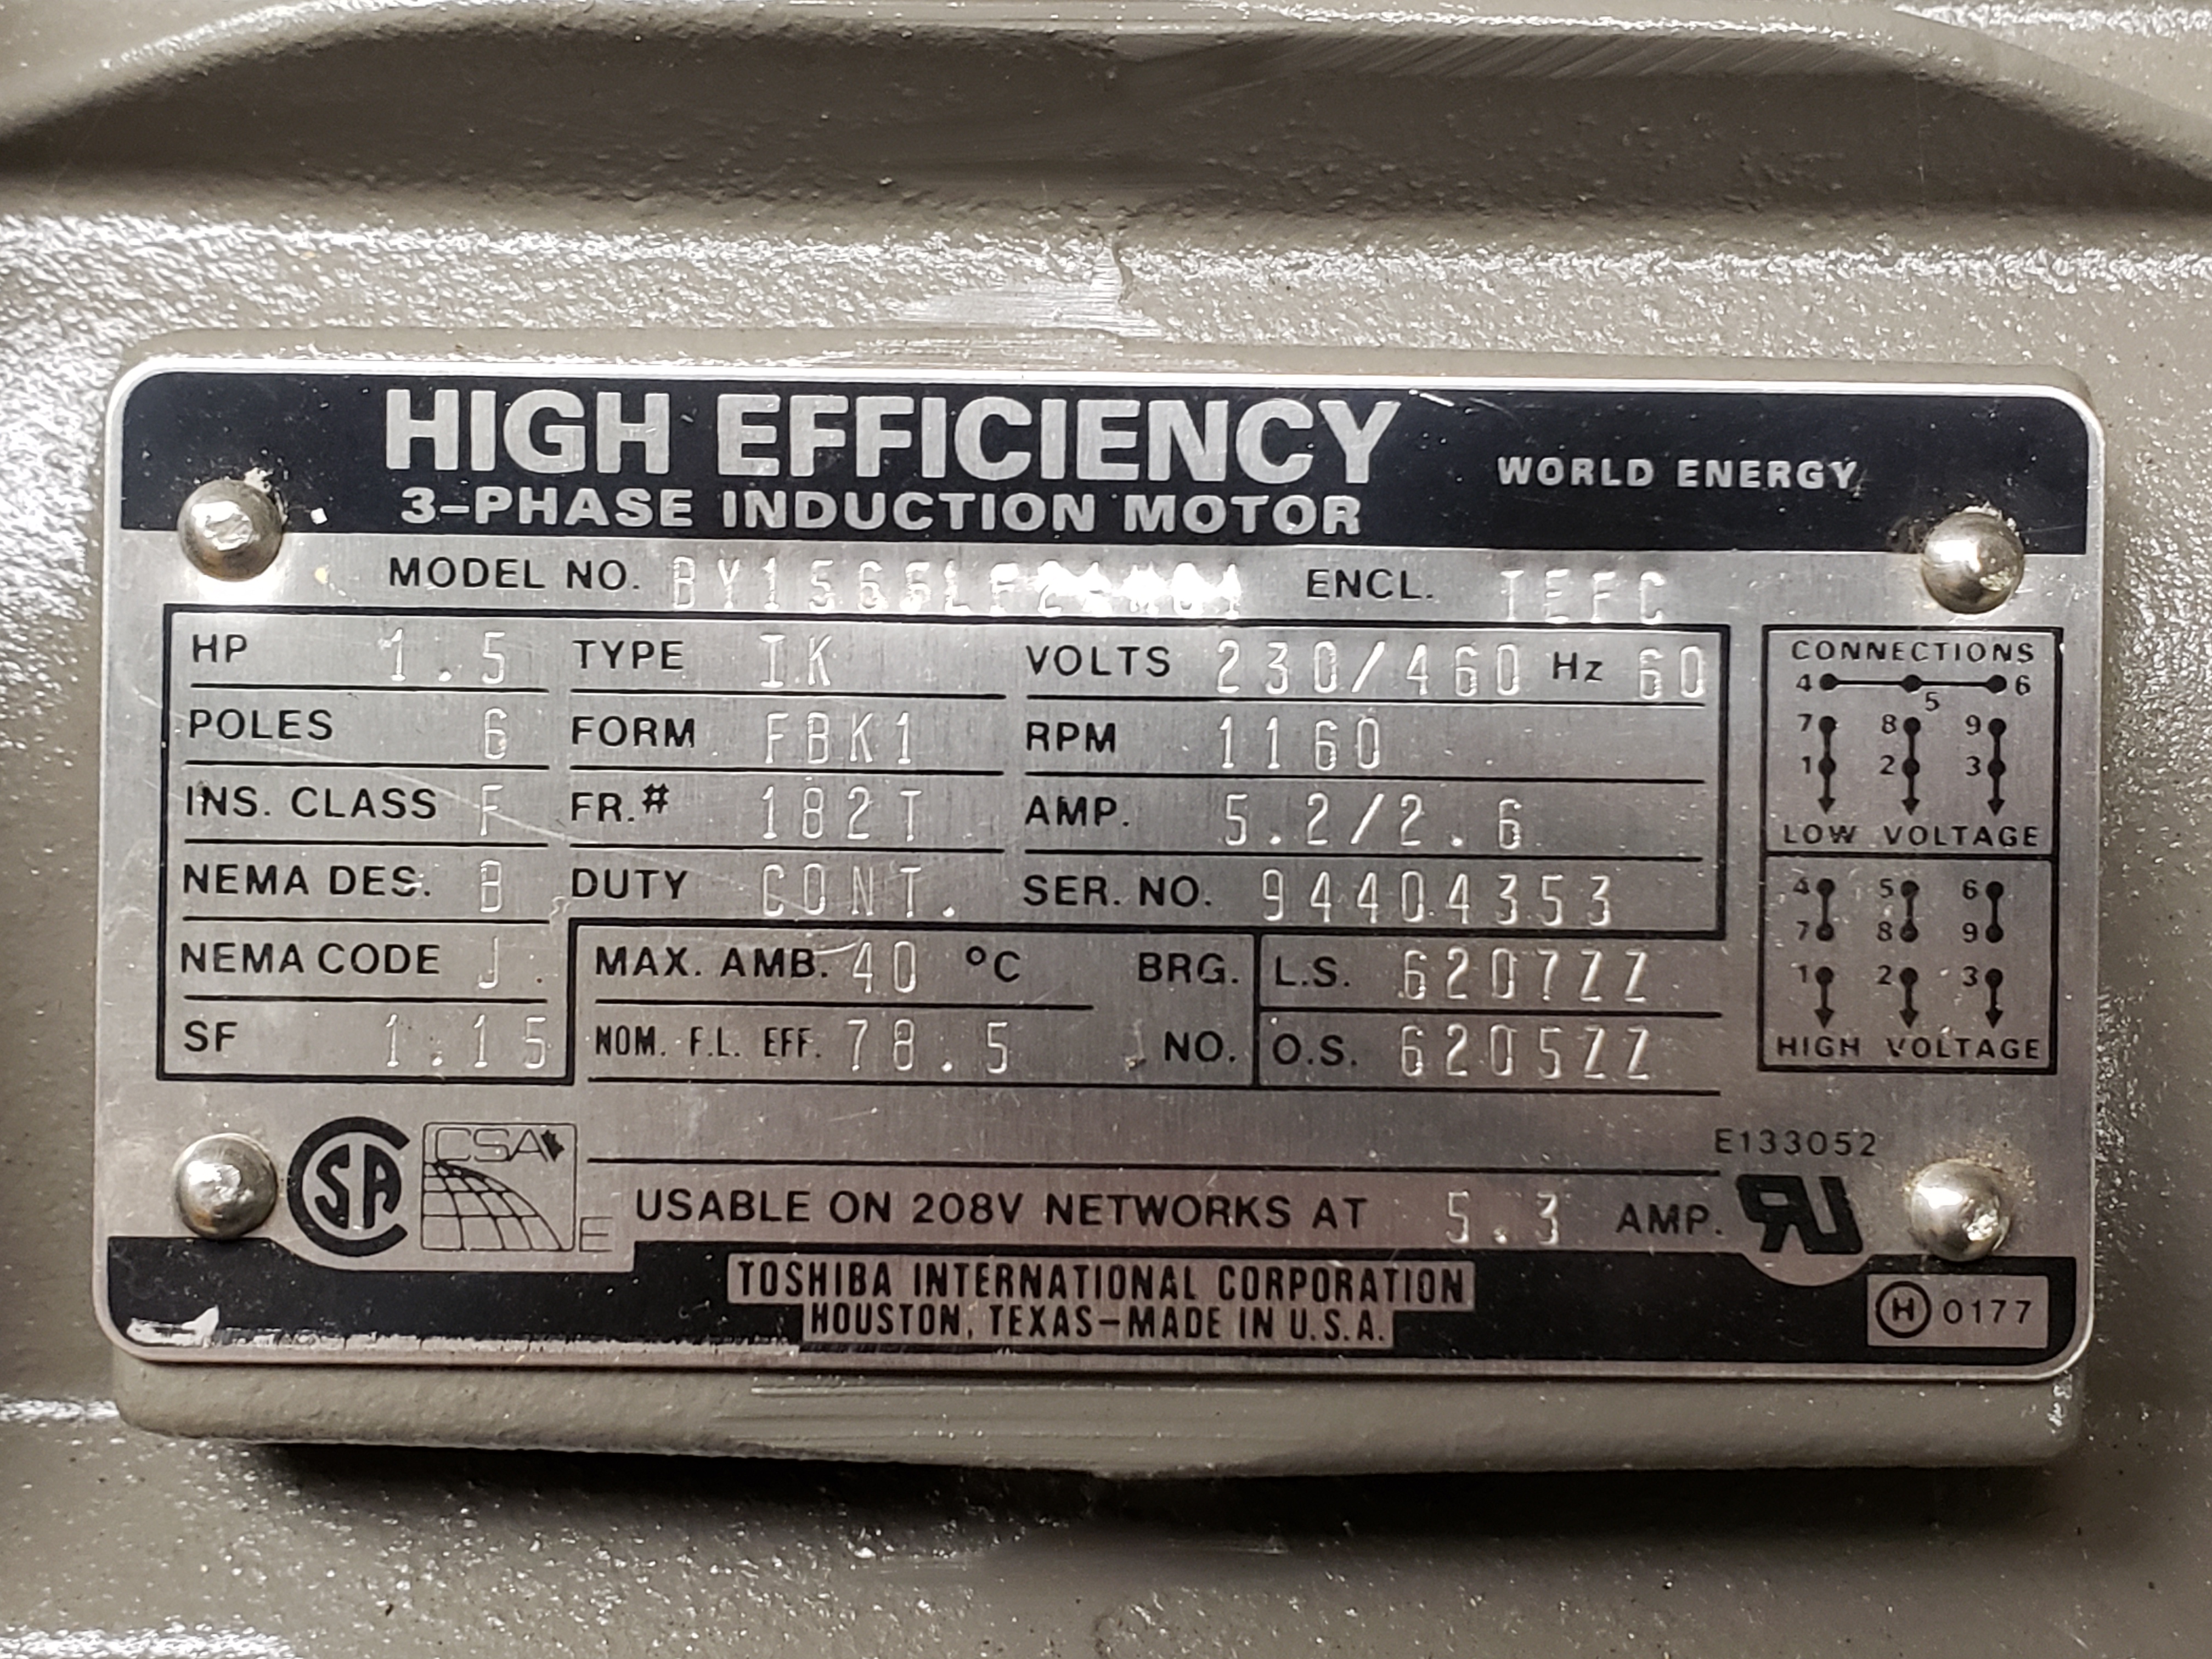 HIGH EFFICIENCY
3-PHASE INDUCTION MOTOR
WORLD ENERGY
MODEL NO. ENCL. TEFC
HP 1.5 TYPE IK VOLTS 230/460 Hz 60
POLES 6 FORM FBK1 RPM 1160
INS. CLASS F FR.# 182T AMP. 5.2/2.6
NEMA DES. B DUTY CONT. SER. NO. 94404353
NEMA CODE J MAX. AMB. 40 °C BRG. L.S. 6207ZZ
SF 1.15 NOM. F.L. EFF. 78.5 NO. O.S. 6205ZZ
CONNECTIONS
4 5 6
7 8 9
1 2 3
LOW VOLTAGE
4 5 6
7 8 9
1 2 3
HIGH VOLTAGE
SA CSA E
E133052
USABLE ON 208V NETWORKS AT 5.3 AMP.
TOSHIBA INTERNATIONAL CORPORATION
HOUSTON, TEXAS-MADE IN U.S.A.
H 0177